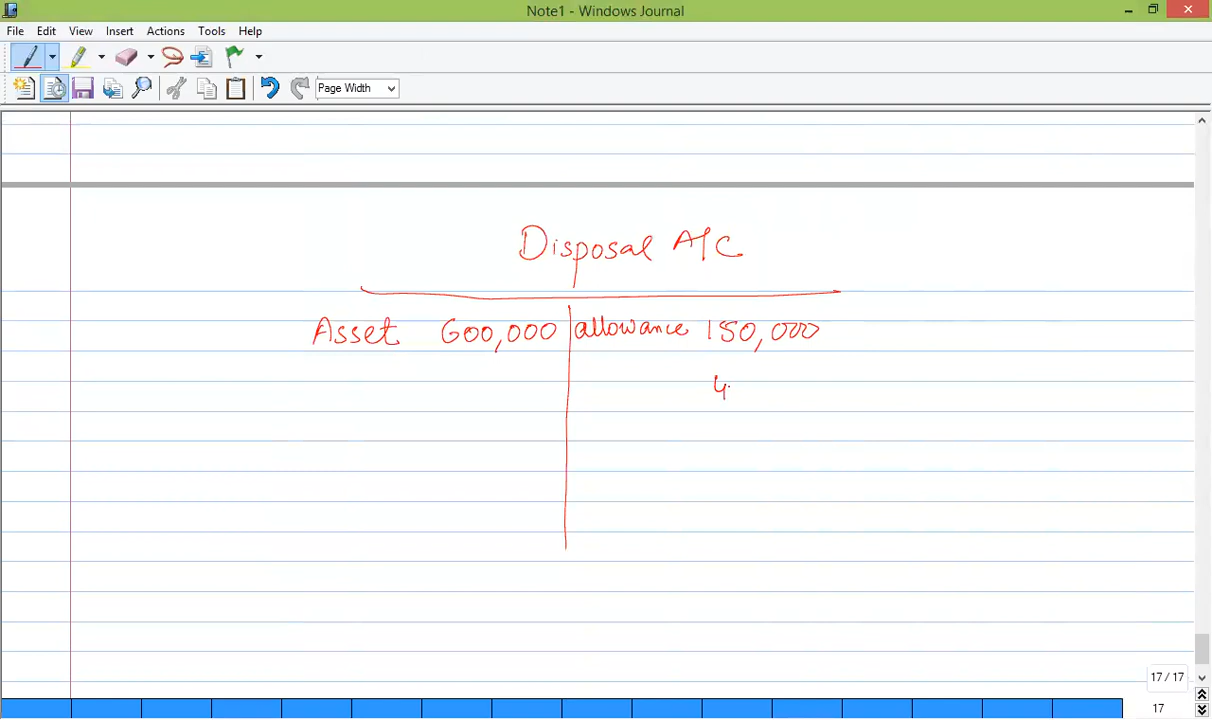 Note1 - Windows Journal
File Edit View Insert Actions Tools Help
Page Width
Disposal A/C
Asset 600,000 allowance 150,000
4
17 / 17
17